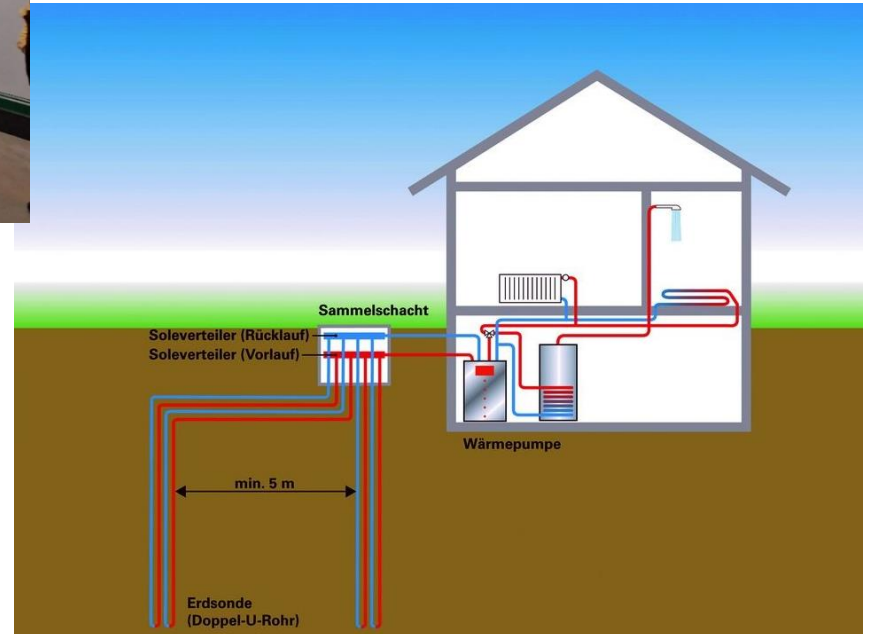 Sammelschacht
Soleverteiler (Rücklauf)
Soleverteiler (Vorlauf)
Wärmepumpe
min. 5 m
Erdsonde
(Doppel-U-Rohr)